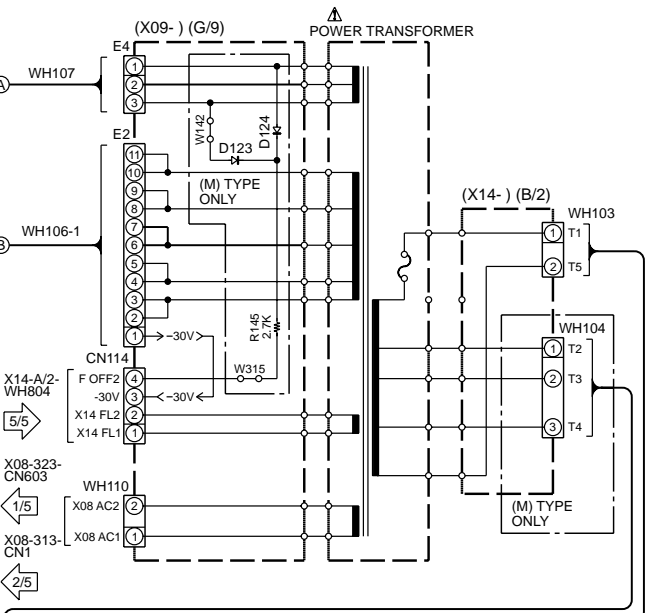 (X09- ) (G/9)
POWER TRANSFORMER
E4
WH107
1
2
3
A
W142
D123
D124
(M) TYPE
ONLY
E2
11
10
9
8
7
6
5
4
3
2
1
WH106-1
B
-30V
R145
2.7K
W315
CN114
X14-A/2-
WH804
5/5
F OFF2
4
-30V
3
-30V
X14 FL2
2
X14 FL1
1
X08-323-
CN603
1/5
WH110
X08 AC2
2
X08 AC1
1
X08-313-
CN1
2/5
(X14- ) (B/2)
WH103
1
T1
2
T5
WH104
1
T2
2
T3
3
T4
(M) TYPE
ONLY